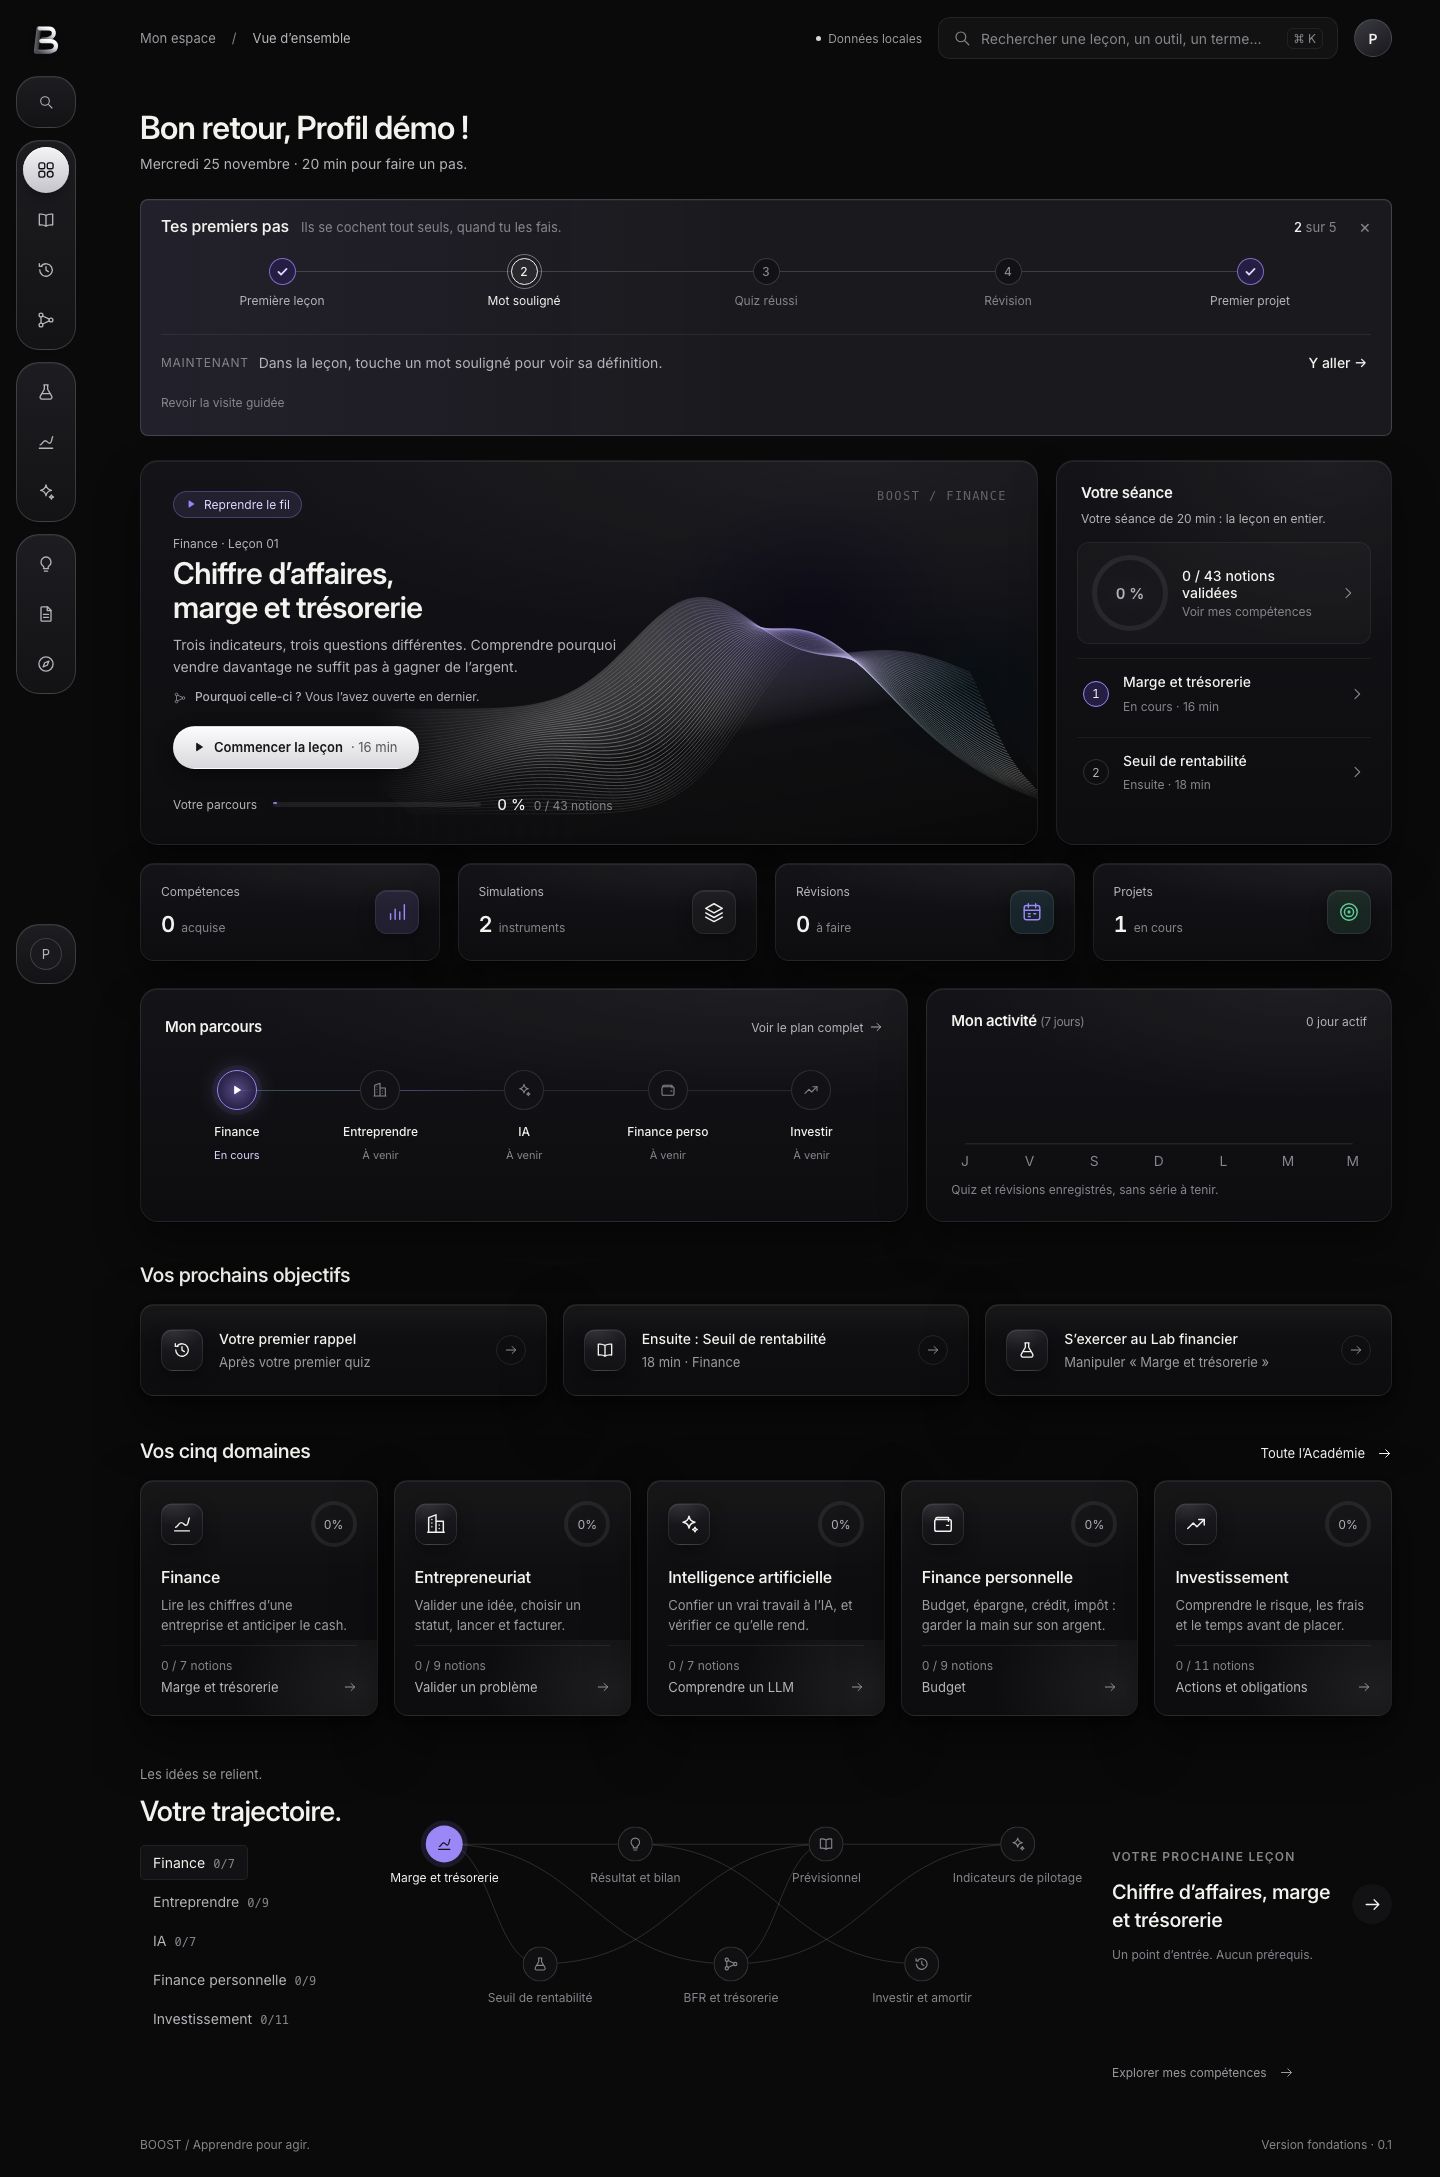 B
Mon espace / Vue d’ensemble
Données locales
Rechercher une leçon, un outil, un terme... ⌘ K
P
Bon retour, Profil démo !
Mercredi 25 novembre · 20 min pour faire un pas.
Tes premiers pas Ils se cochent tout seuls, quand tu les fais.
2 sur 5 ×
2
3
4
Première leçon
Mot souligné
Quiz réussi
Révision
Premier projet
MAINTENANT Dans la leçon, touche un mot souligné pour voir sa définition.
Y aller →
Revoir la visite guidée
Reprendre le fil
BOOST / FINANCE
Finance · Leçon 01
Chiffre d’affaires,
marge et trésorerie
Trois indicateurs, trois questions différentes. Comprendre pourquoi
vendre davantage ne suffit pas à gagner de l’argent.
Pourquoi celle-ci ? Vous l’avez ouverte en dernier.
Commencer la leçon · 16 min
Votre parcours 0 % 0 / 43 notions
Votre séance
Votre séance de 20 min : la leçon en entier.
0 %
0 / 43 notions
validées
Voir mes compétences
1
Marge et trésorerie
En cours · 16 min
2
Seuil de rentabilité
Ensuite · 18 min
Compétences
0 acquise
Simulations
2 instruments
Révisions
0 à faire
Projets
1 en cours
P
Mon parcours
Voir le plan complet →
Finance
En cours
Entreprendre
À venir
IA
À venir
Finance perso
À venir
Investir
À venir
Mon activité (7 jours)
0 jour actif
J V S D L M M
Quiz et révisions enregistrés, sans série à tenir.
Vos prochains objectifs
Votre premier rappel
Après votre premier quiz
→
Ensuite : Seuil de rentabilité
18 min · Finance
→
S’exercer au Lab financier
Manipuler « Marge et trésorerie »
→
Vos cinq domaines
Toute l’Académie →
0%
Finance
Lire les chiffres d’une
entreprise et anticiper le cash.
0 / 7 notions
Marge et trésorerie →
0%
Entrepreneuriat
Valider une idée, choisir un
statut, lancer et facturer.
0 / 9 notions
Valider un problème →
0%
Intelligence artificielle
Confier un vrai travail à l’IA, et
vérifier ce qu’elle rend.
0 / 7 notions
Comprendre un LLM →
0%
Finance personnelle
Budget, épargne, crédit, impôt :
garder la main sur son argent.
0 / 9 notions
Budget →
0%
Investissement
Comprendre le risque, les frais
et le temps avant de placer.
0 / 11 notions
Actions et obligations →
Les idées se relient.
Votre trajectoire.
Finance 0/7
Entreprendre 0/9
IA 0/7
Finance personnelle 0/9
Investissement 0/11
Marge et trésorerie
Résultat et bilan
Prévisionnel
Indicateurs de pilotage
Seuil de rentabilité
BFR et trésorerie
Investir et amortir
VOTRE PROCHAINE LEÇON
Chiffre d’affaires, marge
et trésorerie
→
Un point d’entrée. Aucun prérequis.
Explorer mes compétences →
BOOST / Apprendre pour agir.
Version fondations · 0.1